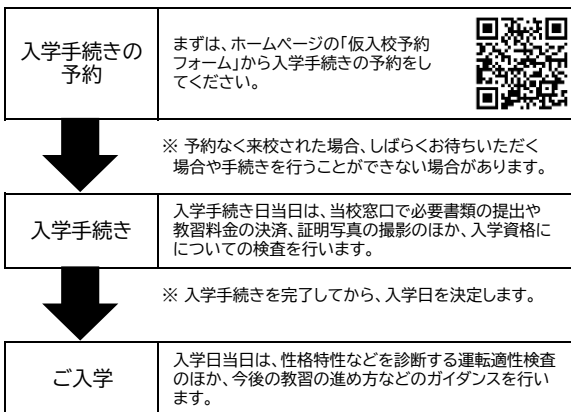 入学手続きの
予約
まずは、ホームページの「仮入校予約
フォーム」から入学手続きの予約をし
てください。
※ 予約なく来校された場合、しばらくお待ちいただく
場合や手続きを行うことができない場合があります。
入学手続き
入学手続き日当日は、当校窓口で必要書類の提出や
教習料金の決済、証明写真の撮影のほか、入学資格に
についての検査を行います。
※ 入学手続きを完了してから、入学日を決定します。
ご入学
入学日当日は、性格特性などを診断する運転適性検査
のほか、今後の教習の進め方などのガイダンスを行い
ます。